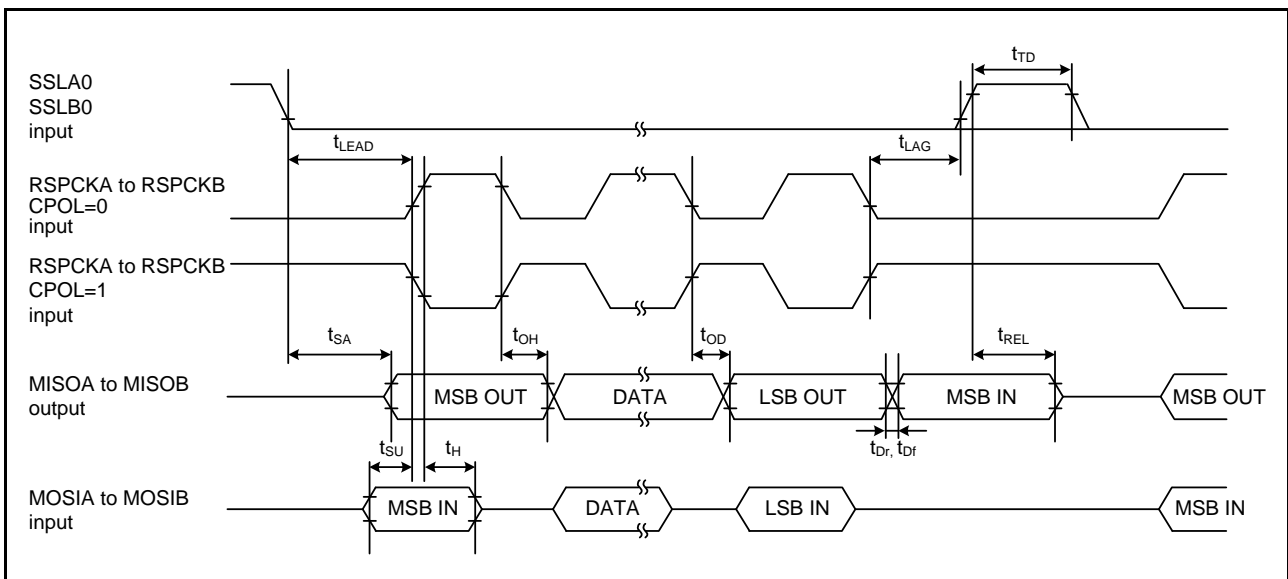 SSLA0
SSLB0
input
tTD
tLEAD
tLAG
RSPCKA to RSPCKB
CPOL=0
input
RSPCKA to RSPCKB
CPOL=1
input
tSA
tOH
tOD
tREL
MISOA to MISOB
output
MSB OUT
DATA
LSB OUT
MSB IN
MSB OUT
tSU
tH
tDr, tDf
MOSIA to MOSIB
input
MSB IN
DATA
LSB IN
MSB IN